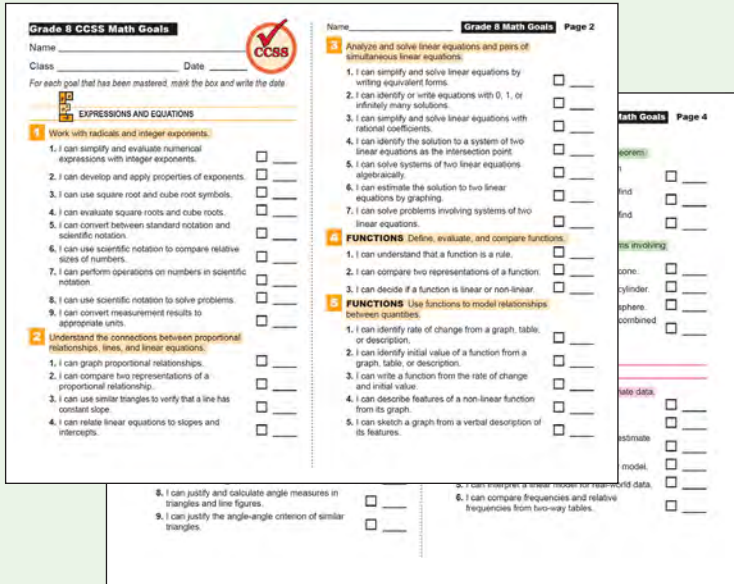 Grade 8 CCSS Math Goals
Name
Class Date
CCSS
For each goal that has been mastered, mark the box and write the date
EXPRESSIONS AND EQUATIONS
1 Work with radicals and integer exponents.
1. I can simplify and evaluate numerical
expressions with integer exponents.
2. I can develop and apply properties of exponents.
3. I can use square root and cube root symbols.
4. I can evaluate square roots and cube roots.
5. I can convert between standard notation and
scientific notation.
6. I can use scientific notation to compare relative
sizes of numbers.
7. I can perform operations on numbers in scientific
notation.
8. I can use scientific notation to solve problems.
9. I can convert measurement results to
appropriate units.
2 Understand the connections between proportional
relationships, lines, and linear equations.
1. I can graph proportional relationships.
2. I can compare two representations of a
proportional relationship.
3. I can use similar triangles to verify that a line has
constant slope.
4. I can relate linear equations to slopes and
intercepts.
Name Grade 8 Math Goals Page 2
3 Analyze and solve linear equations and pairs of
simultaneous linear equations.
1. I can simplify and solve linear equations by
writing equivalent forms.
2. I can identify or write equations with 0, 1, or
infinitely many solutions.
3. I can simplify and solve linear equations with
rational coefficients.
4. I can identify the solution to a system of two
linear equations as the intersection point.
5. I can solve systems of two linear equations
algebraically.
6. I can estimate the solution to two linear
equations by graphing.
7. I can solve problems involving systems of two
linear equations.
4 FUNCTIONS Define, evaluate, and compare functions.
1. I can understand that a function is a rule.
2. I can compare two representations of a function.
3. I can decide if a function is linear or non-linear.
5 FUNCTIONS Use functions to model relationships
between quantities.
1. I can identify rate of change from a graph, table,
or description.
2. I can identify initial value of a function from a
graph, table, or description.
3. I can write a function from the rate of change
and initial value.
4. I can describe features of a non-linear function
from its graph.
5. I can sketch a graph from a verbal description of
its features.
8. I can justify and calculate angle measures in
triangles and line figures.
9. I can justify the angle-angle criterion of similar
triangles.
Math Goals Page 4
eorem.
find
find
ms involving
cone.
cylinder.
sphere.
combined
iate data.
estimate
model.
5. I can interpret a linear model for real-world data.
6. I can compare frequencies and relative
frequencies from two-way tables.